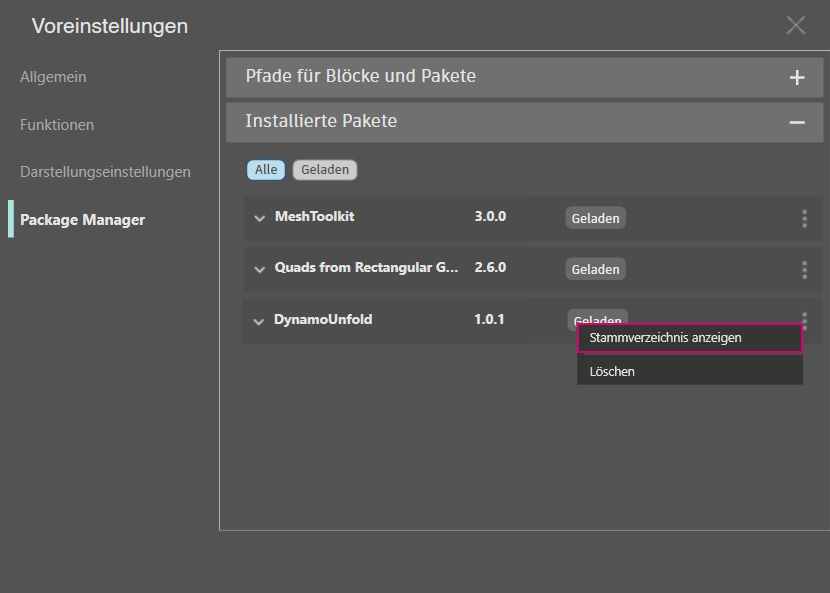 Voreinstellungen
Allgemein
Funktionen
Darstellungseinstellungen
Package Manager
Pfade für Blöcke und Pakete
Installierte Pakete
Alle Geladen
MeshToolkit 3.0.0 Geladen
Quads from Rectangular G... 2.6.0 Geladen
DynamoUnfold 1.0.1 Geladen
Stammverzeichnis anzeigen
Löschen